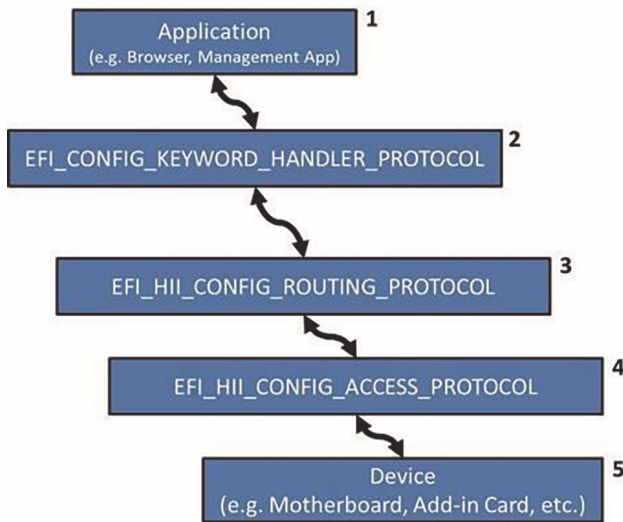 1
Application
(e.g. Browser, Management App)
2
EFI_CONFIG_KEYWORD_HANDLER_PROTOCOL
3
EFI_HII_CONFIG_ROUTING_PROTOCOL
4
EFI_HII_CONFIG_ACCESS_PROTOCOL
5
Device
(e.g. Motherboard, Add-in Card, etc.)